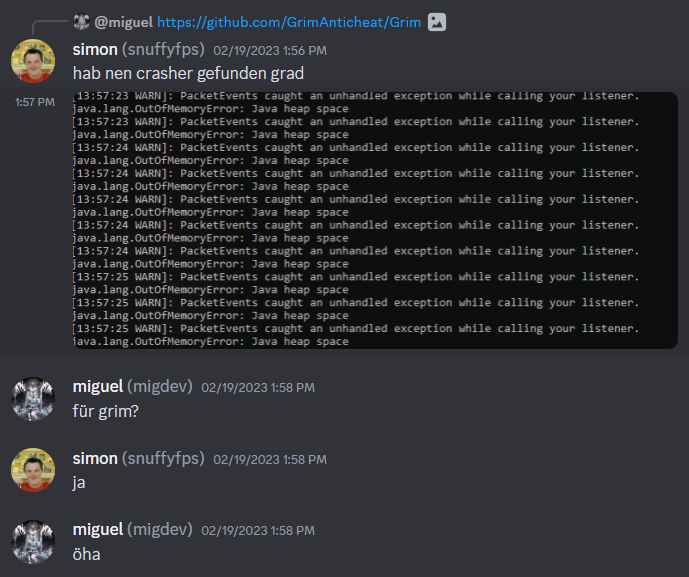 @miguel https://github.com/GrimAnticheat/Grim
simon (snuffyfps) 02/19/2023 1:56 PM
hab nen crasher gefunden grad
1:57 PM
[13:57:23 WARN]: PacketEvents caught an unhandled exception while calling your listener.
java.lang.OutOfMemoryError: Java heap space
[13:57:23 WARN]: PacketEvents caught an unhandled exception while calling your listener.
java.lang.OutOfMemoryError: Java heap space
[13:57:24 WARN]: PacketEvents caught an unhandled exception while calling your listener.
java.lang.OutOfMemoryError: Java heap space
[13:57:24 WARN]: PacketEvents caught an unhandled exception while calling your listener.
java.lang.OutOfMemoryError: Java heap space
[13:57:24 WARN]: PacketEvents caught an unhandled exception while calling your listener.
java.lang.OutOfMemoryError: Java heap space
[13:57:24 WARN]: PacketEvents caught an unhandled exception while calling your listener.
java.lang.OutOfMemoryError: Java heap space
[13:57:24 WARN]: PacketEvents caught an unhandled exception while calling your listener.
java.lang.OutOfMemoryError: Java heap space
[13:57:25 WARN]: PacketEvents caught an unhandled exception while calling your listener.
java.lang.OutOfMemoryError: Java heap space
[13:57:25 WARN]: PacketEvents caught an unhandled exception while calling your listener.
java.lang.OutOfMemoryError: Java heap space
[13:57:25 WARN]: PacketEvents caught an unhandled exception while calling your listener.
java.lang.OutOfMemoryError: Java heap space
miguel (migdev) 02/19/2023 1:58 PM
für grim?
simon (snuffyfps) 02/19/2023 1:58 PM
ja
miguel (migdev) 02/19/2023 1:58 PM
öha